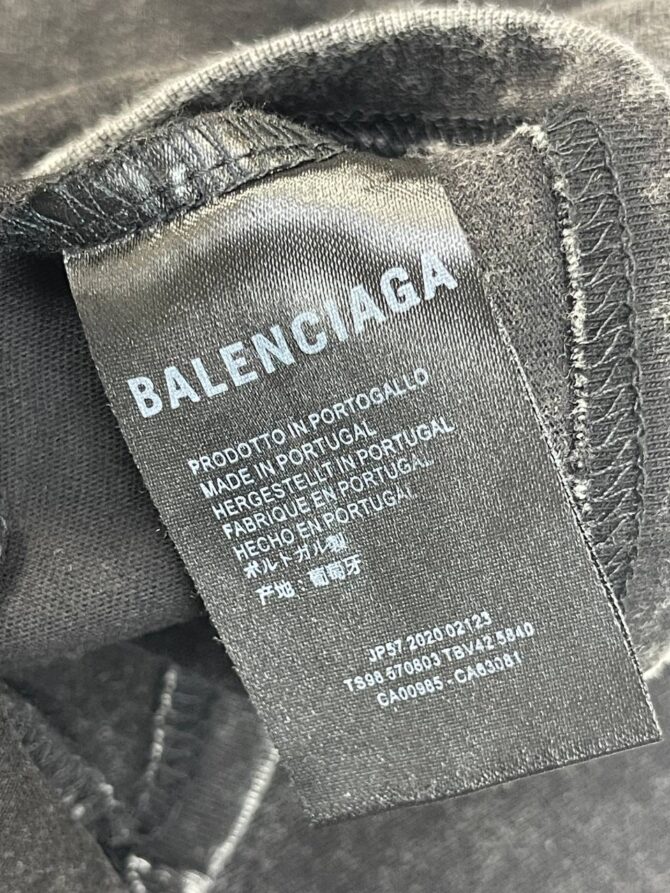 BALENCIAGA
PRODOTTO IN PORTOGALLO
MADE IN PORTUGAL
HERGESTELLT IN PORTUGAL
FABRIQUE EN PORTUGAL
HECHO EN PORTUGAL
ポルトガル製
产地：葡萄牙
JP57.2020.02123
TS98.570803 TBV42.5840
CA00985 - CA63081